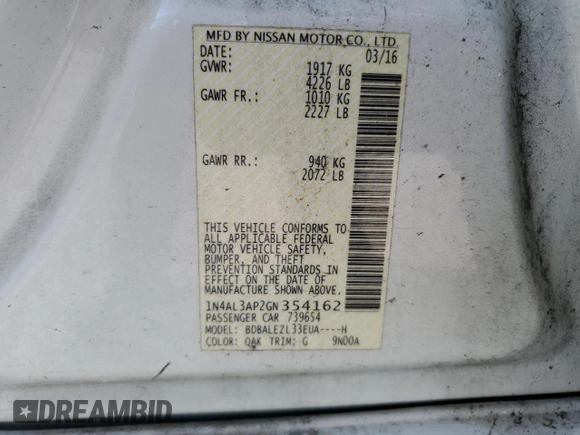 MFD BY NISSAN MOTOR CO., LTD.
DATE: 03/16
GVWR: 1917 KG
4226 LB
GAWR FR.: 1010 KG
2227 LB
GAWR RR.: 940 KG
2072 LB
THIS VEHICLE CONFORMS TO
ALL APPLICABLE FEDERAL
MOTOR VEHICLE SAFETY,
BUMPER, AND THEFT
PREVENTION STANDARDS IN
EFFECT ON THE DATE OF
MANUFACTURE SHOWN ABOVE.
1N4AL3AP2GN354162
PASSENGER CAR 739654
MODEL: BDBALEZL33EUA----H
COLOR: QAK TRIM: G 9N00A
DREAMBID